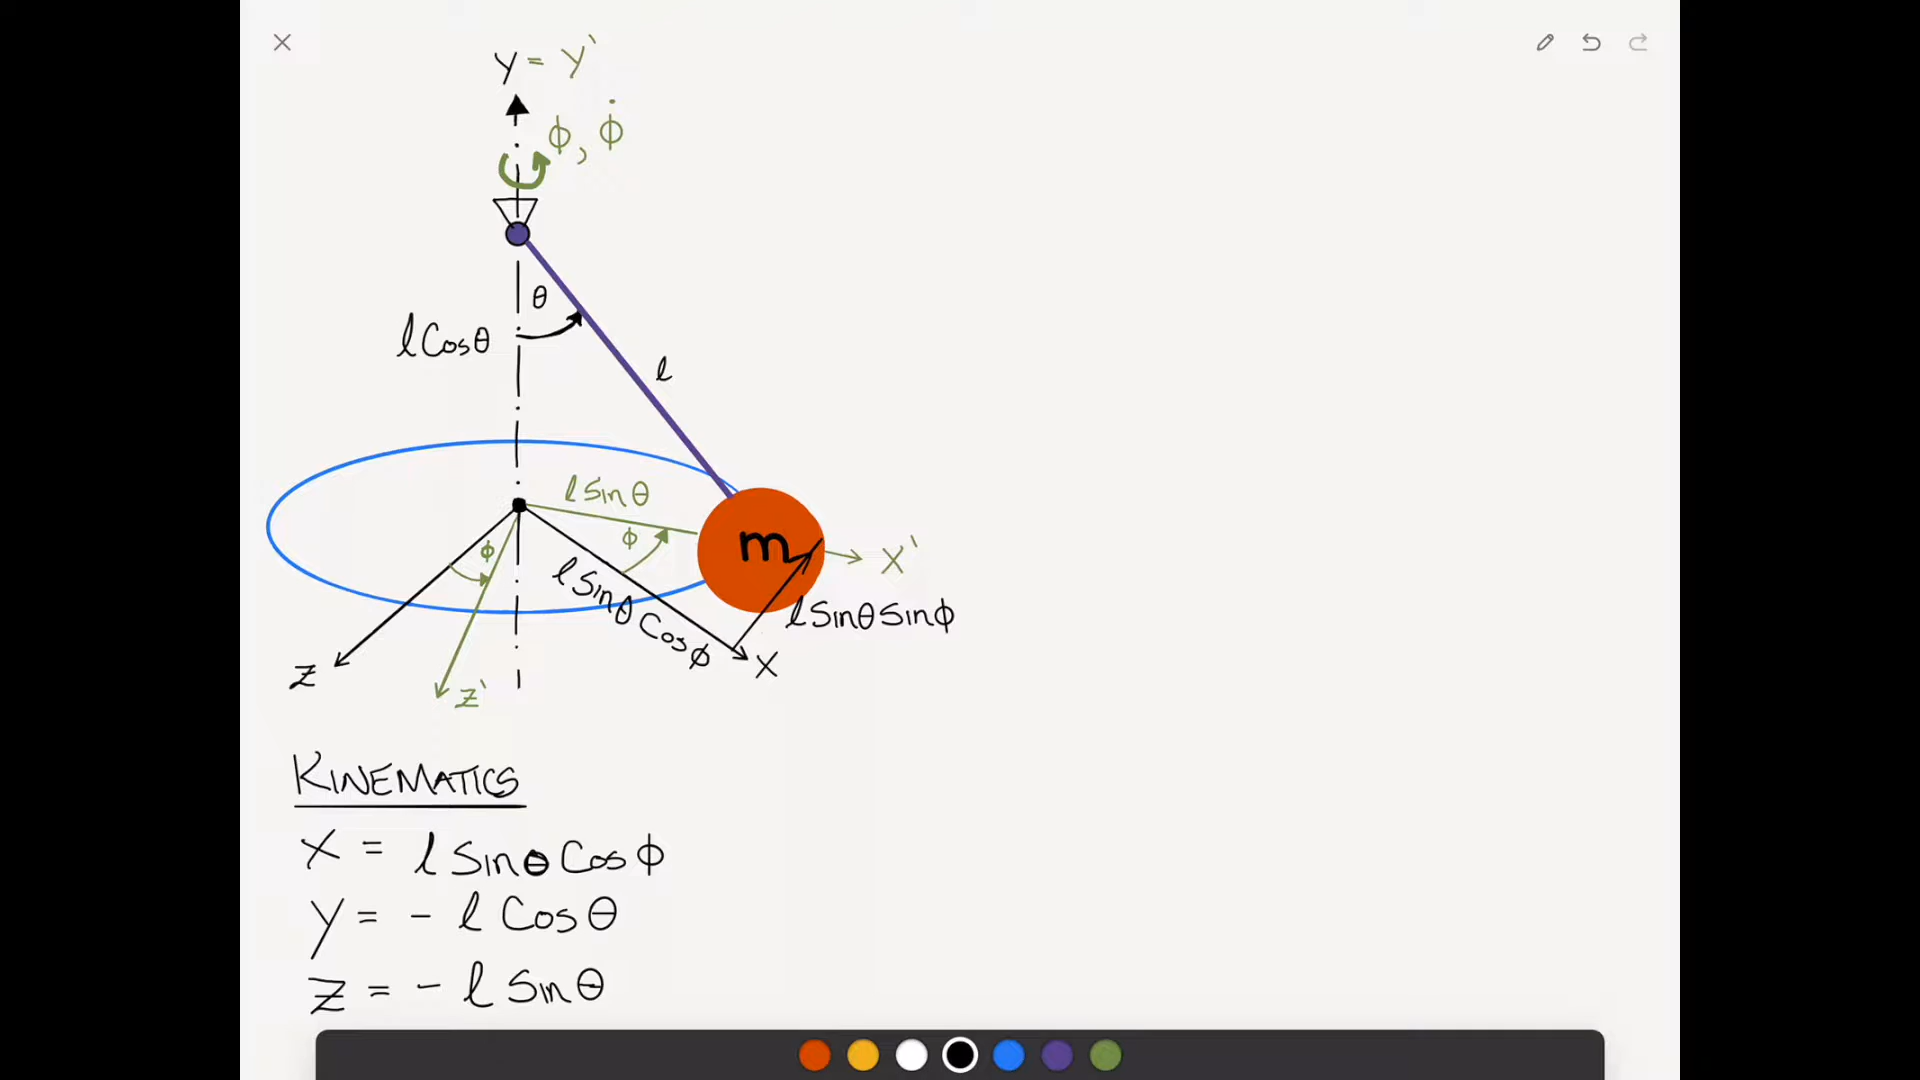 Y = Y'
ϕ, ϕ̇
θ
l Cosθ
l
l Sinθ
ϕ
m
X'
ϕ
l Sinθ Cosϕ
l Sinθ Sinϕ
X
Z
Z'
KINEMATICS
X = l Sinθ Cosϕ
Y = - l Cosθ
Z = - l Sinθ